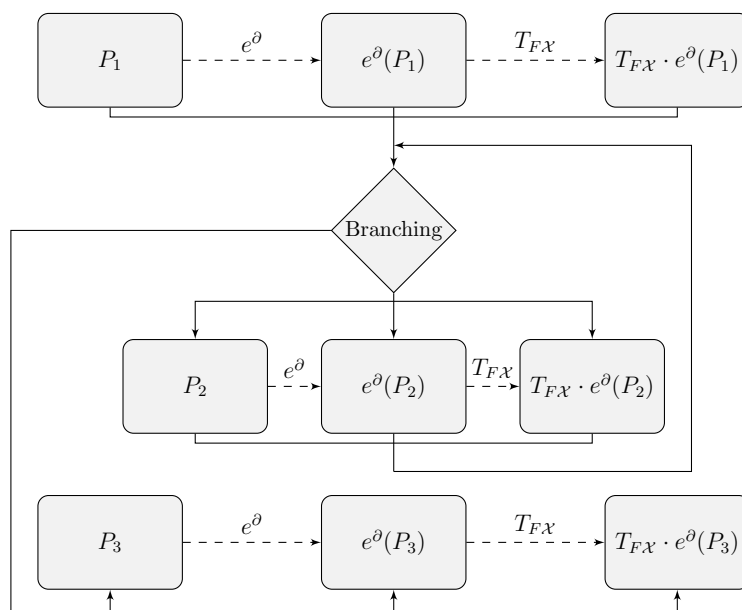 e^∂ T_{F𝒳}
P_1 e^∂(P_1) T_{F𝒳} · e^∂(P_1)
Branching
e^∂ T_{F𝒳}
P_2 e^∂(P_2) T_{F𝒳} · e^∂(P_2)
e^∂ T_{F𝒳}
P_3 e^∂(P_3) T_{F𝒳} · e^∂(P_3)